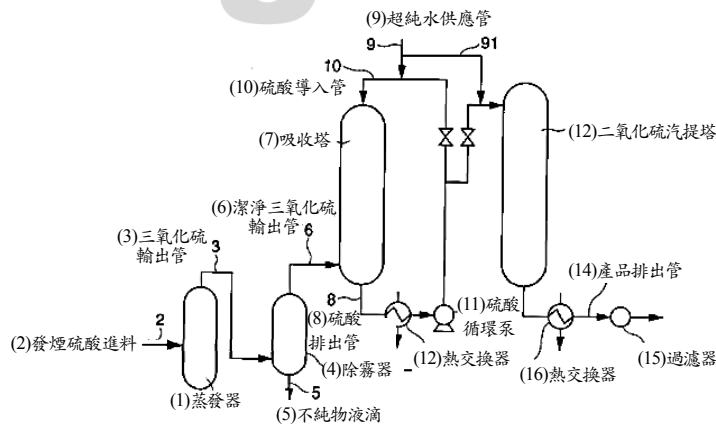 (9)超純水供應管
9
91
10
(10)硫酸導入管
(7)吸收塔
(12)二氧化硫汽提塔
(6)潔淨三氧化硫
輸出管
6
(3)三氧化硫
輸出管
3
8
(8)硫酸
排出管
(11)硫酸
循環泵
(14)產品排出管
2
(2)發煙硫酸進料
(4)除霧器
(12)熱交換器
(16)熱交換器
(15)過濾器
(1)蒸發器
5
(5)不純物液滴